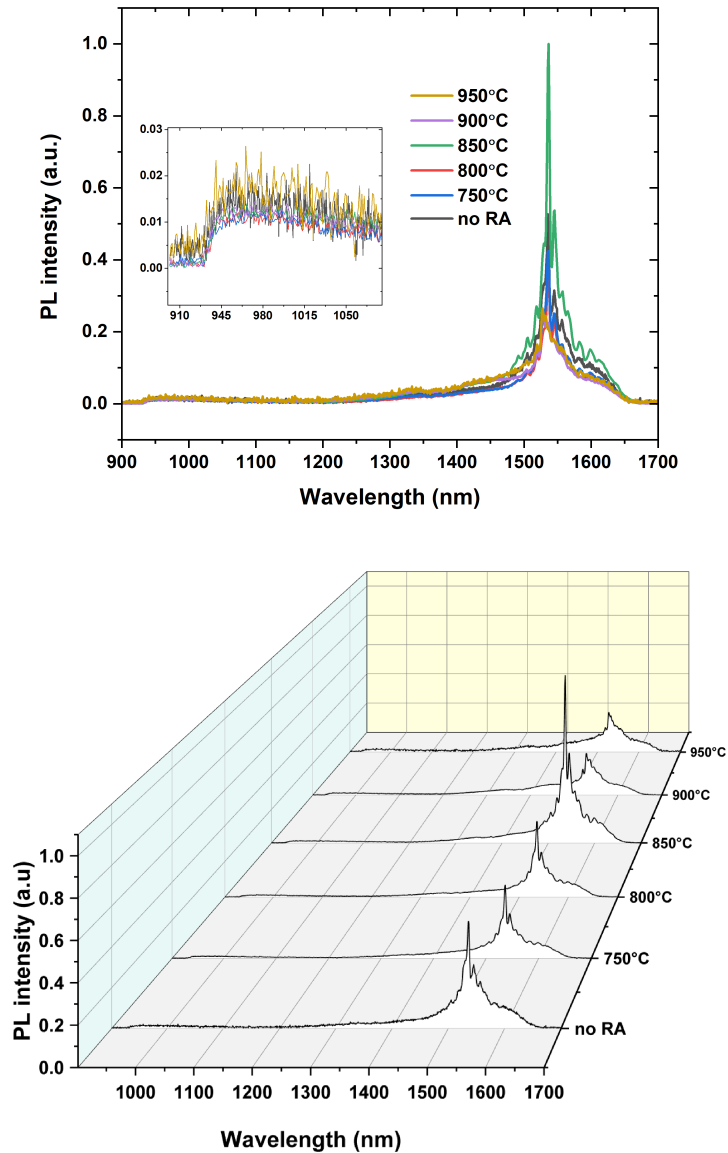 1.0
0.8
0.6
0.4
0.2
0.0
PL intensity (a.u.)
950°C
900°C
850°C
800°C
750°C
no RA
0.03
0.02
0.01
0.00
910 945 980 1015 1050
900 1000 1100 1200 1300 1400 1500 1600 1700
Wavelength (nm)
950°C
900°C
850°C
800°C
750°C
no RA
1.0
0.8
0.6
0.4
0.2
0.0
PL intensity (a.u)
1000 1100 1200 1300 1400 1500 1600 1700
Wavelength (nm)